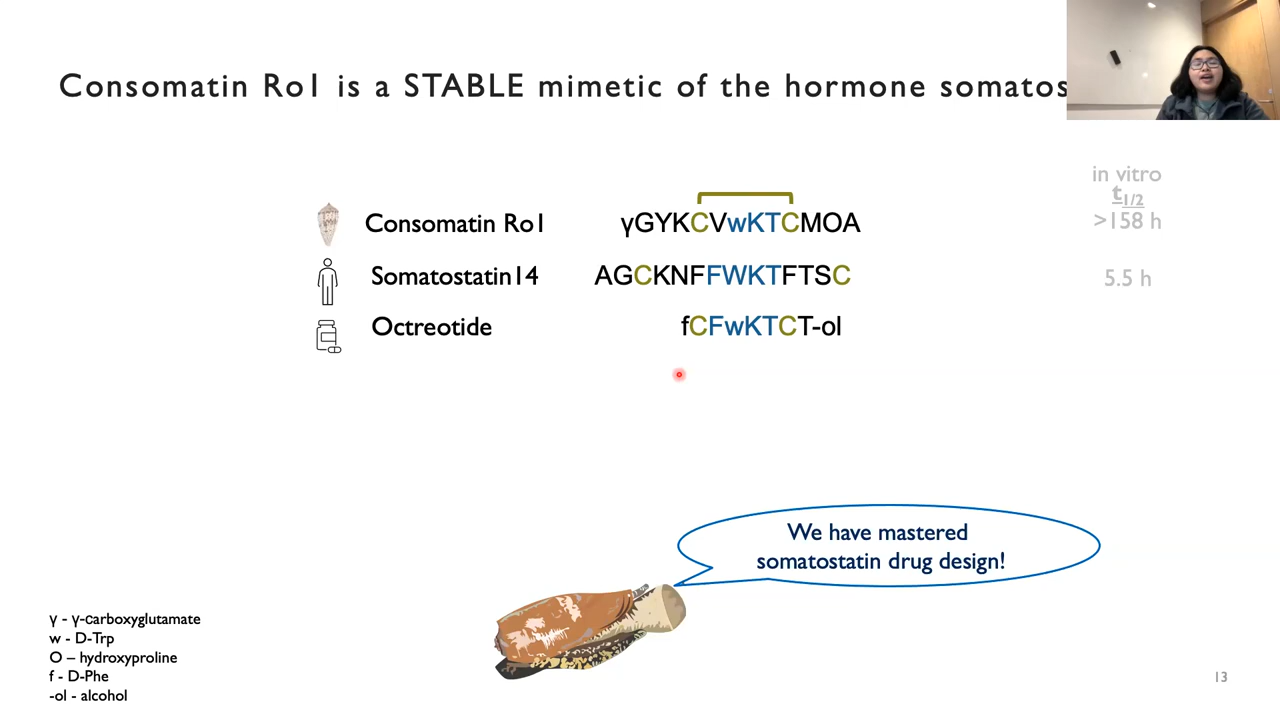 Consomatin Ro1 is a STABLE mimetic of the hormone somatos
in vitro
t1/2
Consomatin Ro1 γGYKCVwKTCMOA >158 h
Somatostatin14 AGCKNFFWKTFTSC 5.5 h
Octreotide fCFwKTCT-ol
We have mastered
somatostatin drug design!
γ - γ-carboxyglutamate
w - D-Trp
O – hydroxyproline
f - D-Phe
-ol - alcohol
13